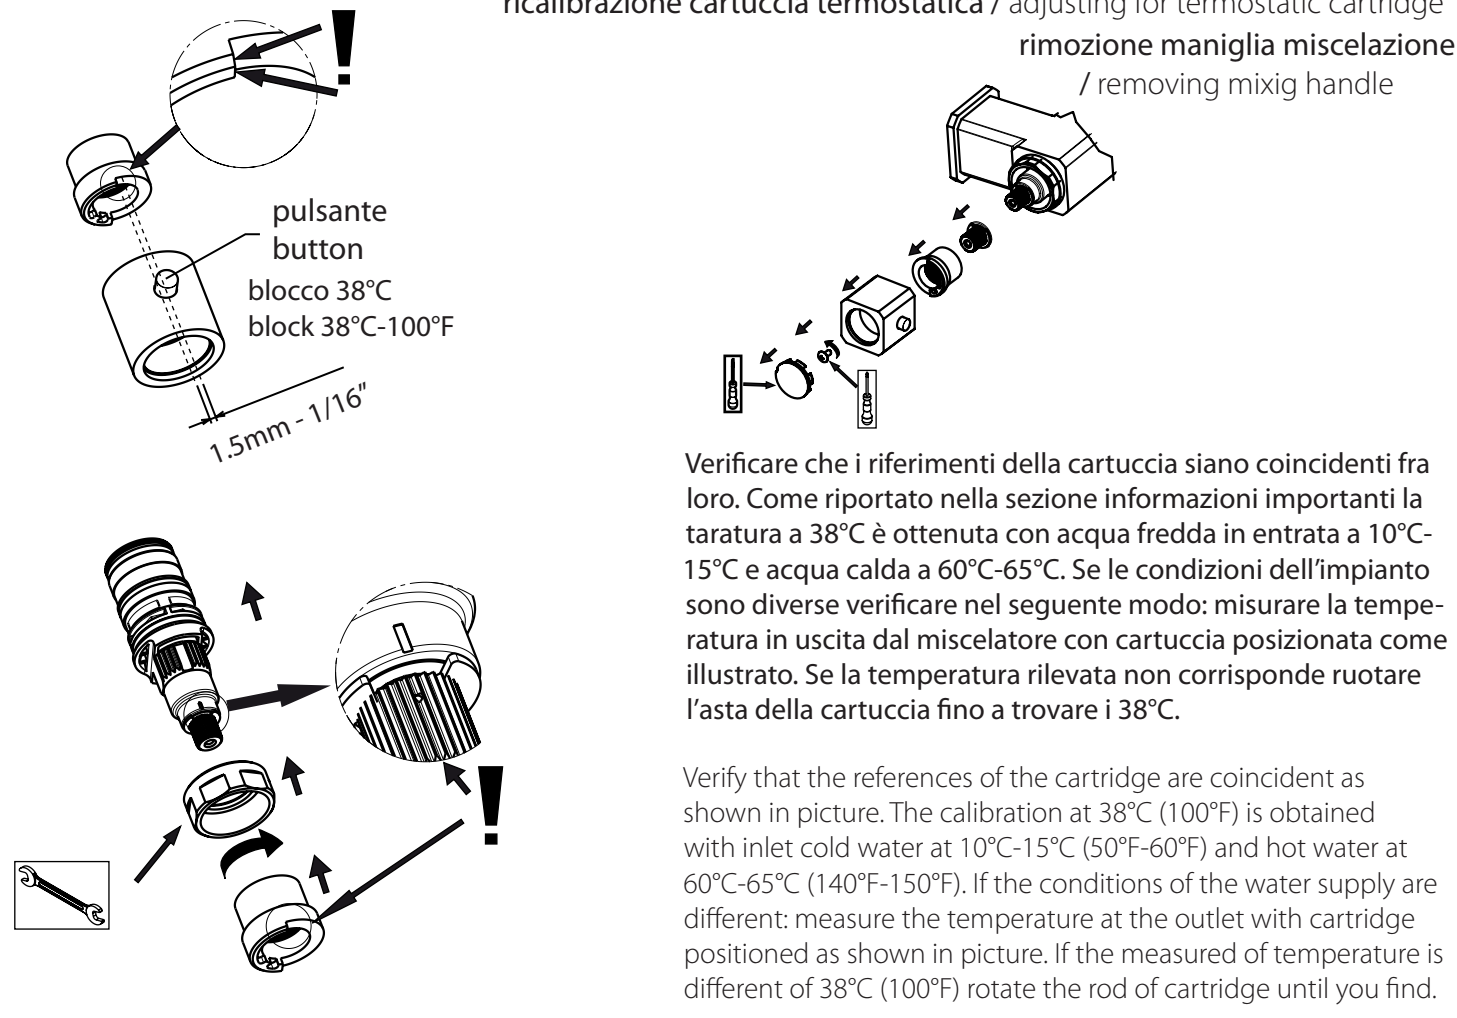 ricalibrazione cartuccia termostatica / adjusting for termostatic cartridge
rimozione maniglia miscelazione
/ removing mixig handle
!
pulsante
button
blocco 38°C
block 38°C-100°F
1.5mm - 1/16"
Verificare che i riferimenti della cartuccia siano coincidenti fra
loro. Come riportato nella sezione informazioni importanti la
taratura a 38°C è ottenuta con acqua fredda in entrata a 10°C-
15°C e acqua calda a 60°C-65°C. Se le condizioni dell'impianto
sono diverse verificare nel seguente modo: misurare la tempe-
ratura in uscita dal miscelatore con cartuccia posizionata come
illustrato. Se la temperatura rilevata non corrisponde ruotare
l'asta della cartuccia fino a trovare i 38°C.
!
Verify that the references of the cartridge are coincident as
shown in picture. The calibration at 38°C (100°F) is obtained
with inlet cold water at 10°C-15°C (50°F-60°F) and hot water at
60°C-65°C (140°F-150°F). If the conditions of the water supply are
different: measure the temperature at the outlet with cartridge
positioned as shown in picture. If the measured of temperature is
different of 38°C (100°F) rotate the rod of cartridge until you find.